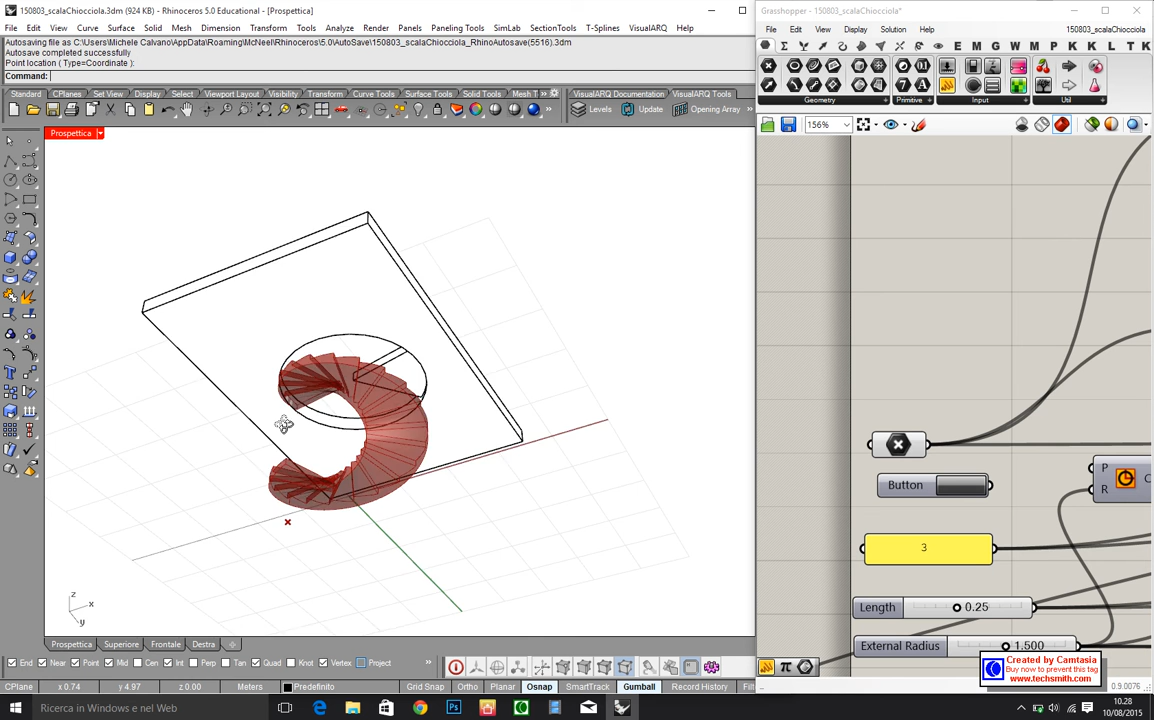 150803_scalaChiocciola.3dm (924 KB) - Rhinoceros 5.0 Educational - [Prospettica]
File Edit View Curve Surface Solid Mesh Dimension Transform Tools Analyze Render Panels Paneling Tools SimLab SectionTools T-Splines VisualARQ Help
Autosaving file as C:\Users\Michele Calvano\AppData\Roaming\McNeel\Rhinoceros\5.0\AutoSave\150803_scalaChiocciola_RhinoAutosave(5516).3dm
Autosave completed successfully
Point location ( Type=Coordinate ):
Command:
Standard CPlanes Set View Display Select Viewport Layout Visibility Transform Curve Tools Surface Tools Solid Tools Mesh T
VisualARQ Documentation VisualARQ Tools
Levels Update Opening Array
Prospettica
z
x
y
Prospettica Superiore Frontale Destra
End Near Point Mid Cen Int Perp Tan Quad Knot Vertex Project
CPlane x 0.74 y 4.97 z 0.00 Meters Predefinito Grid Snap Ortho Planar Osnap SmartTrack Gumball Record History
Grasshopper - 150803_scalaChiocciola*
File Edit View Display Solution Help 150803_scalaChiocciola*
E M R G W M P K K L T
Geometry Primitive Input Util
156%
Button
P
R
3
Length 0.25
External Radius 1.500
Created by Camtasia
Buy now to prevent this tag
www.techsmith.com
0.9.0076
Ricerca in Windows e nel Web
10.28
10/08/2015